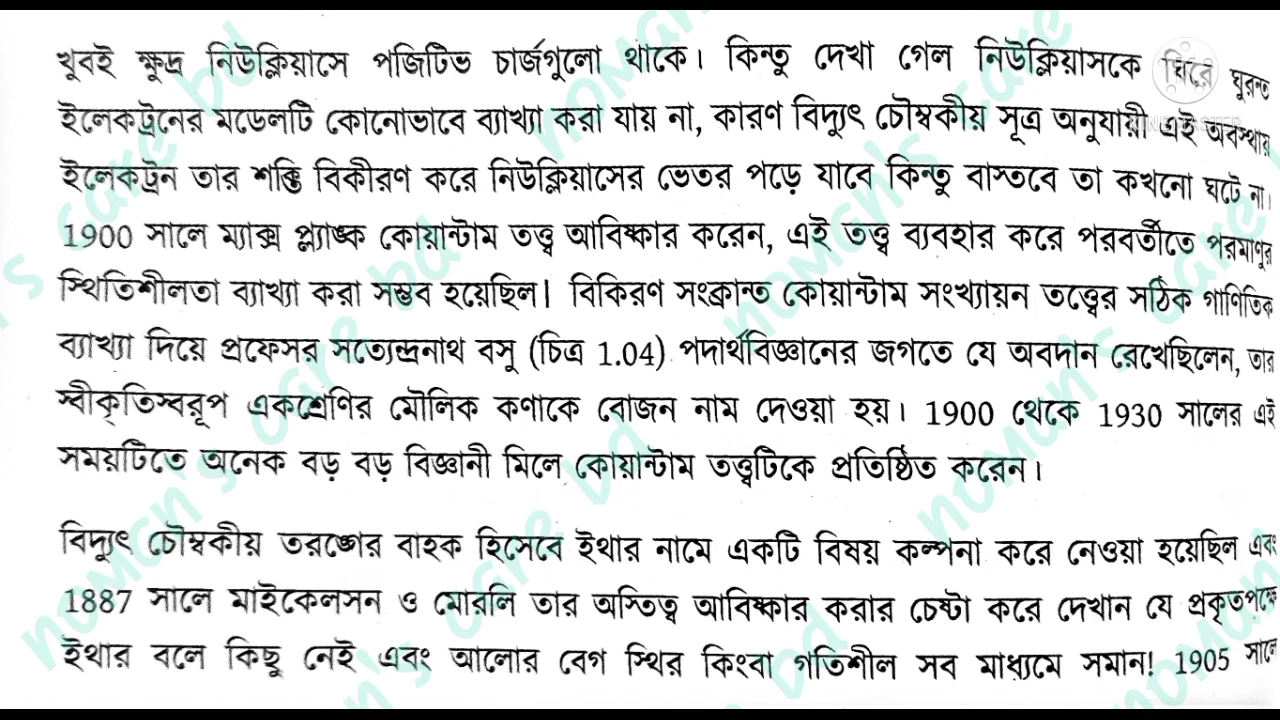 খুবই ক্ষুদ্র নিউক্লিয়াসে পজিটিভ চার্জগুলো থাকে। কিন্তু দেখা গেল নিউক্লিয়াসকে ঘিরে ঘুরন্ত
ইলেকট্রনের মডেলটি কোনোভাবে ব্যাখ্যা করা যায় না, কারণ বিদ্যুৎ চৌম্বকীয় সূত্র অনুযায়ী এই অবস্থায়
ইলেকট্রন তার শক্তি বিকীরণ করে নিউক্লিয়াসের ভেতর পড়ে যাবে কিন্তু বাস্তবে তা কখনো ঘটে না।
1900 সালে ম্যাক্স প্ল্যাঙ্ক কোয়ান্টাম তত্ত্ব আবিষ্কার করেন, এই তত্ত্ব ব্যবহার করে পরবর্তীতে পরমাণুর
স্থিতিশীলতা ব্যাখ্যা করা সম্ভব হয়েছিল। বিকিরণ সংক্রান্ত কোয়ান্টাম সংখ্যায়ন তত্ত্বের সঠিক গাণিতিক
ব্যাখ্যা দিয়ে প্রফেসর সত্যেন্দ্রনাথ বসু (চিত্র 1.04) পদার্থবিজ্ঞানের জগতে যে অবদান রেখেছিলেন, তার
স্বীকৃতিস্বরূপ একশ্রেণির মৌলিক কণাকে বোজন নাম দেওয়া হয়। 1900 থেকে 1930 সালের এই
সময়টিতে অনেক বড় বড় বিজ্ঞানী মিলে কোয়ান্টাম তত্ত্বটিকে প্রতিষ্ঠিত করেন।
বিদ্যুৎ চৌম্বকীয় তরঙ্গের বাহক হিসেবে ইথার নামে একটি বিষয় কল্পনা করে নেওয়া হয়েছিল এবং
1887 সালে মাইকেলসন ও মোরলি তার অস্তিত্ব আবিষ্কার করার চেষ্টা করে দেখান যে প্রকৃতপক্ষে
ইথার বলে কিছু নেই এবং আলোর বেগ স্থির কিংবা গতিশীল সব মাধ্যমে সমান! 1905 সালে